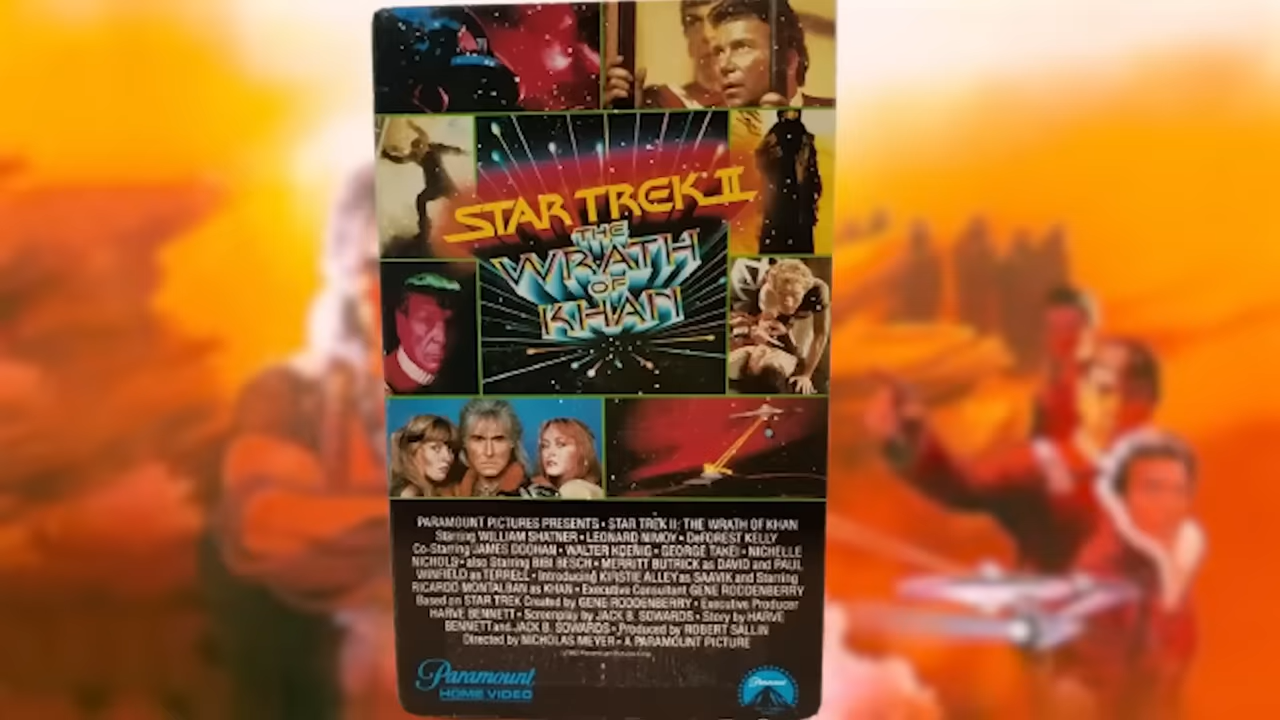 STAR TREK II
THE
WRATH
OF
KHAN
PARAMOUNT PICTURES PRESENTS • STAR TREK II: THE WRATH OF KHAN
Starring WILLIAM SHATNER • LEONARD NIMOY • DeFOREST KELLY
Co-Starring JAMES DOOHAN • WALTER KOENIG • GEORGE TAKEI • NICHELLE
NICHOLS • also Starring BIBI BESCH • MERRITT BUTRICK as DAVID and PAUL
WINFIELD as TERRELL • Introducing KIRSTIE ALLEY as SAAVIK and Starring
RICARDO MONTALBAN as KHAN • Executive Consultant GENE RODDENBERRY
Based on STAR TREK Created by GENE RODDENBERRY • Executive Producer
HARVE BENNETT • Screenplay by JACK B. SOWARDS • Story by HARVE
BENNETT and JACK B. SOWARDS • Produced by ROBERT SALLIN
Directed by NICHOLAS MEYER • A PARAMOUNT PICTURE
Paramount
HOME VIDEO
Paramount